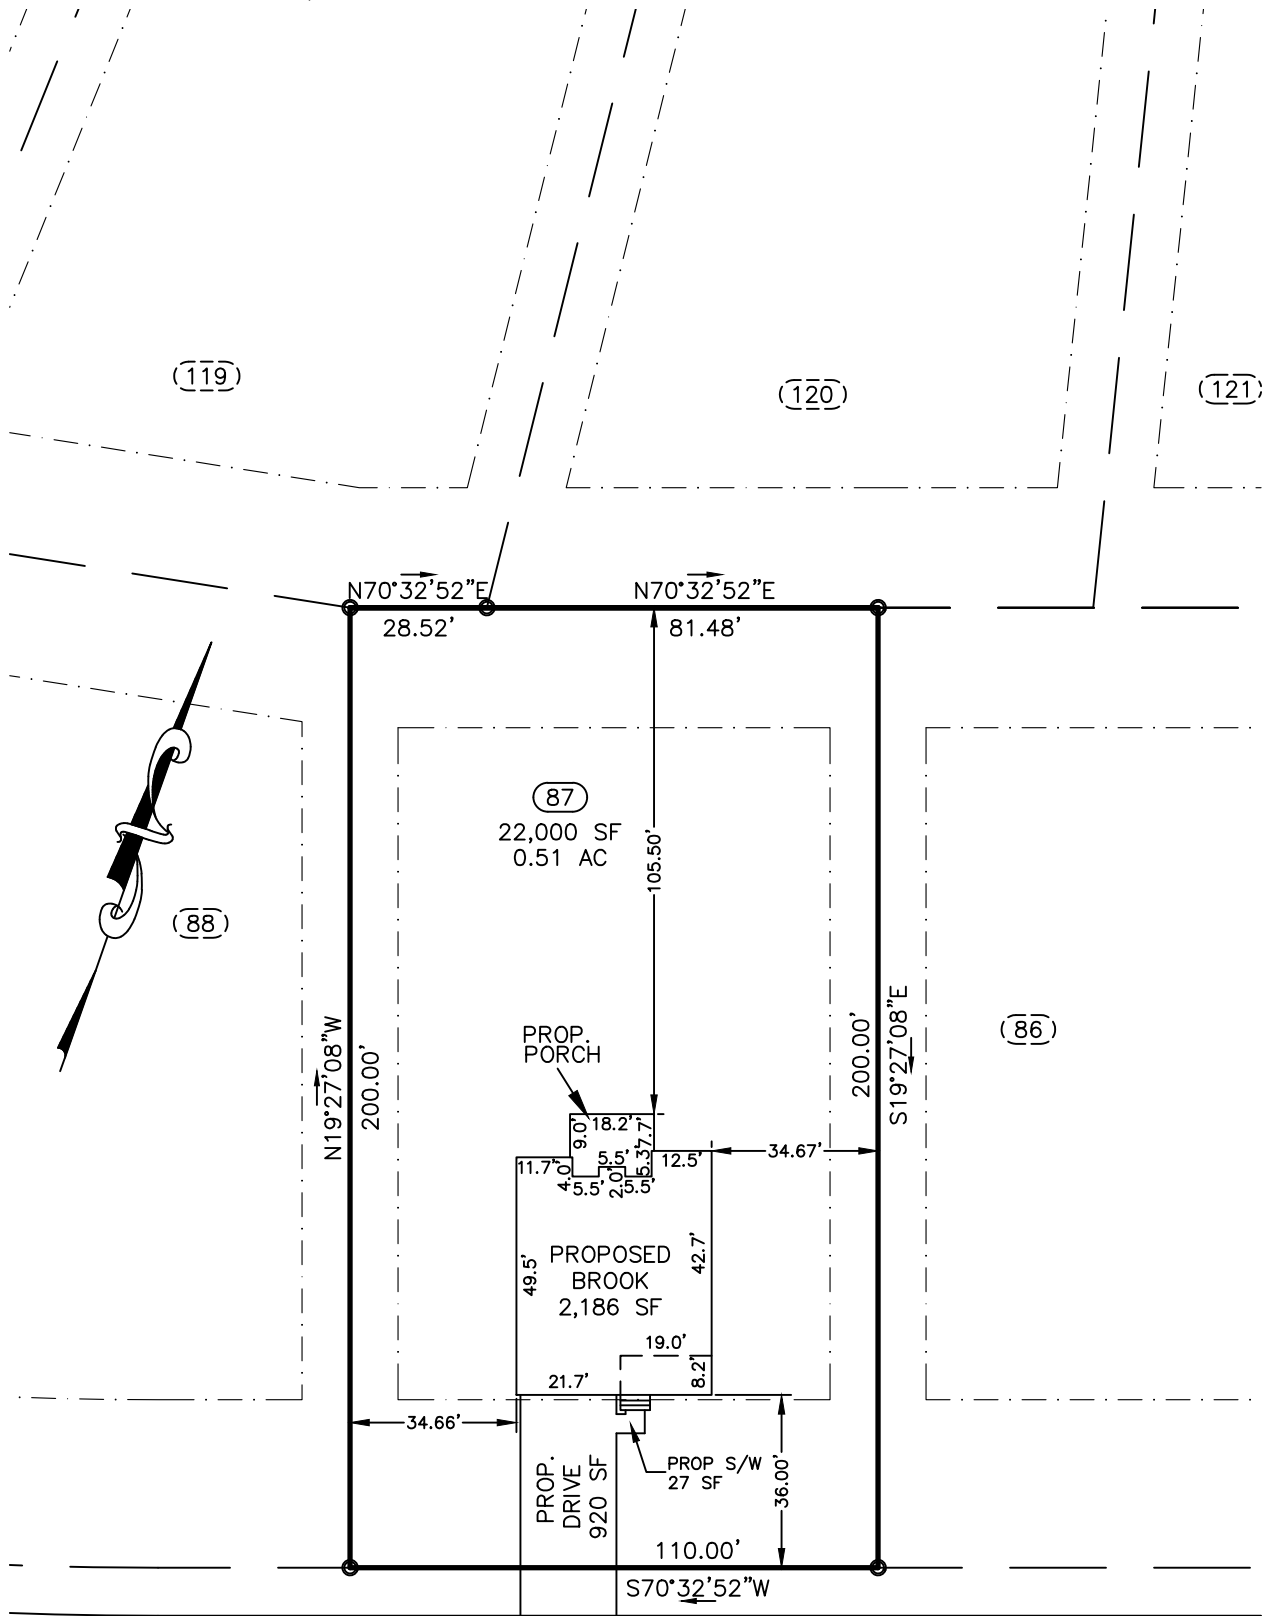 119
120
121
N70°32'52"E
N70°32'52"E
28.52'
81.48'
87
22,000 SF
0.51 AC
105.50'
88
86
N19°27'08"W
200.00'
200.00'
S19°27'08"E
PROP.
PORCH
9.0'
18.2'
7.7'
11.7'
4.0'
5.5'
5.5'
2.0'
5.5'
5.3'
12.5'
34.67'
49.5'
PROPOSED
BROOK
2,186 SF
42.7'
19.0'
8.2'
21.7'
34.66'
PROP.
DRIVE
920 SF
PROP S/W
27 SF
36.00'
110.00'
S70°32'52"W